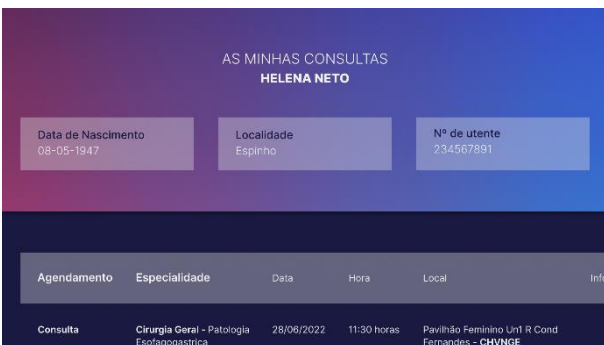 AS MINHAS CONSULTAS
HELENA NETO
Data de Nascimento
08-05-1947
Localidade
Espinho
Nº de utente
234567891
Agendamento Especialidade Data Hora Local
Consulta Cirurgia Geral - Patologia 28/06/2022 11:30 horas Pavilhão Feminino Un1 R Cond
Esofagogastrica Fernandes - CHVNGE